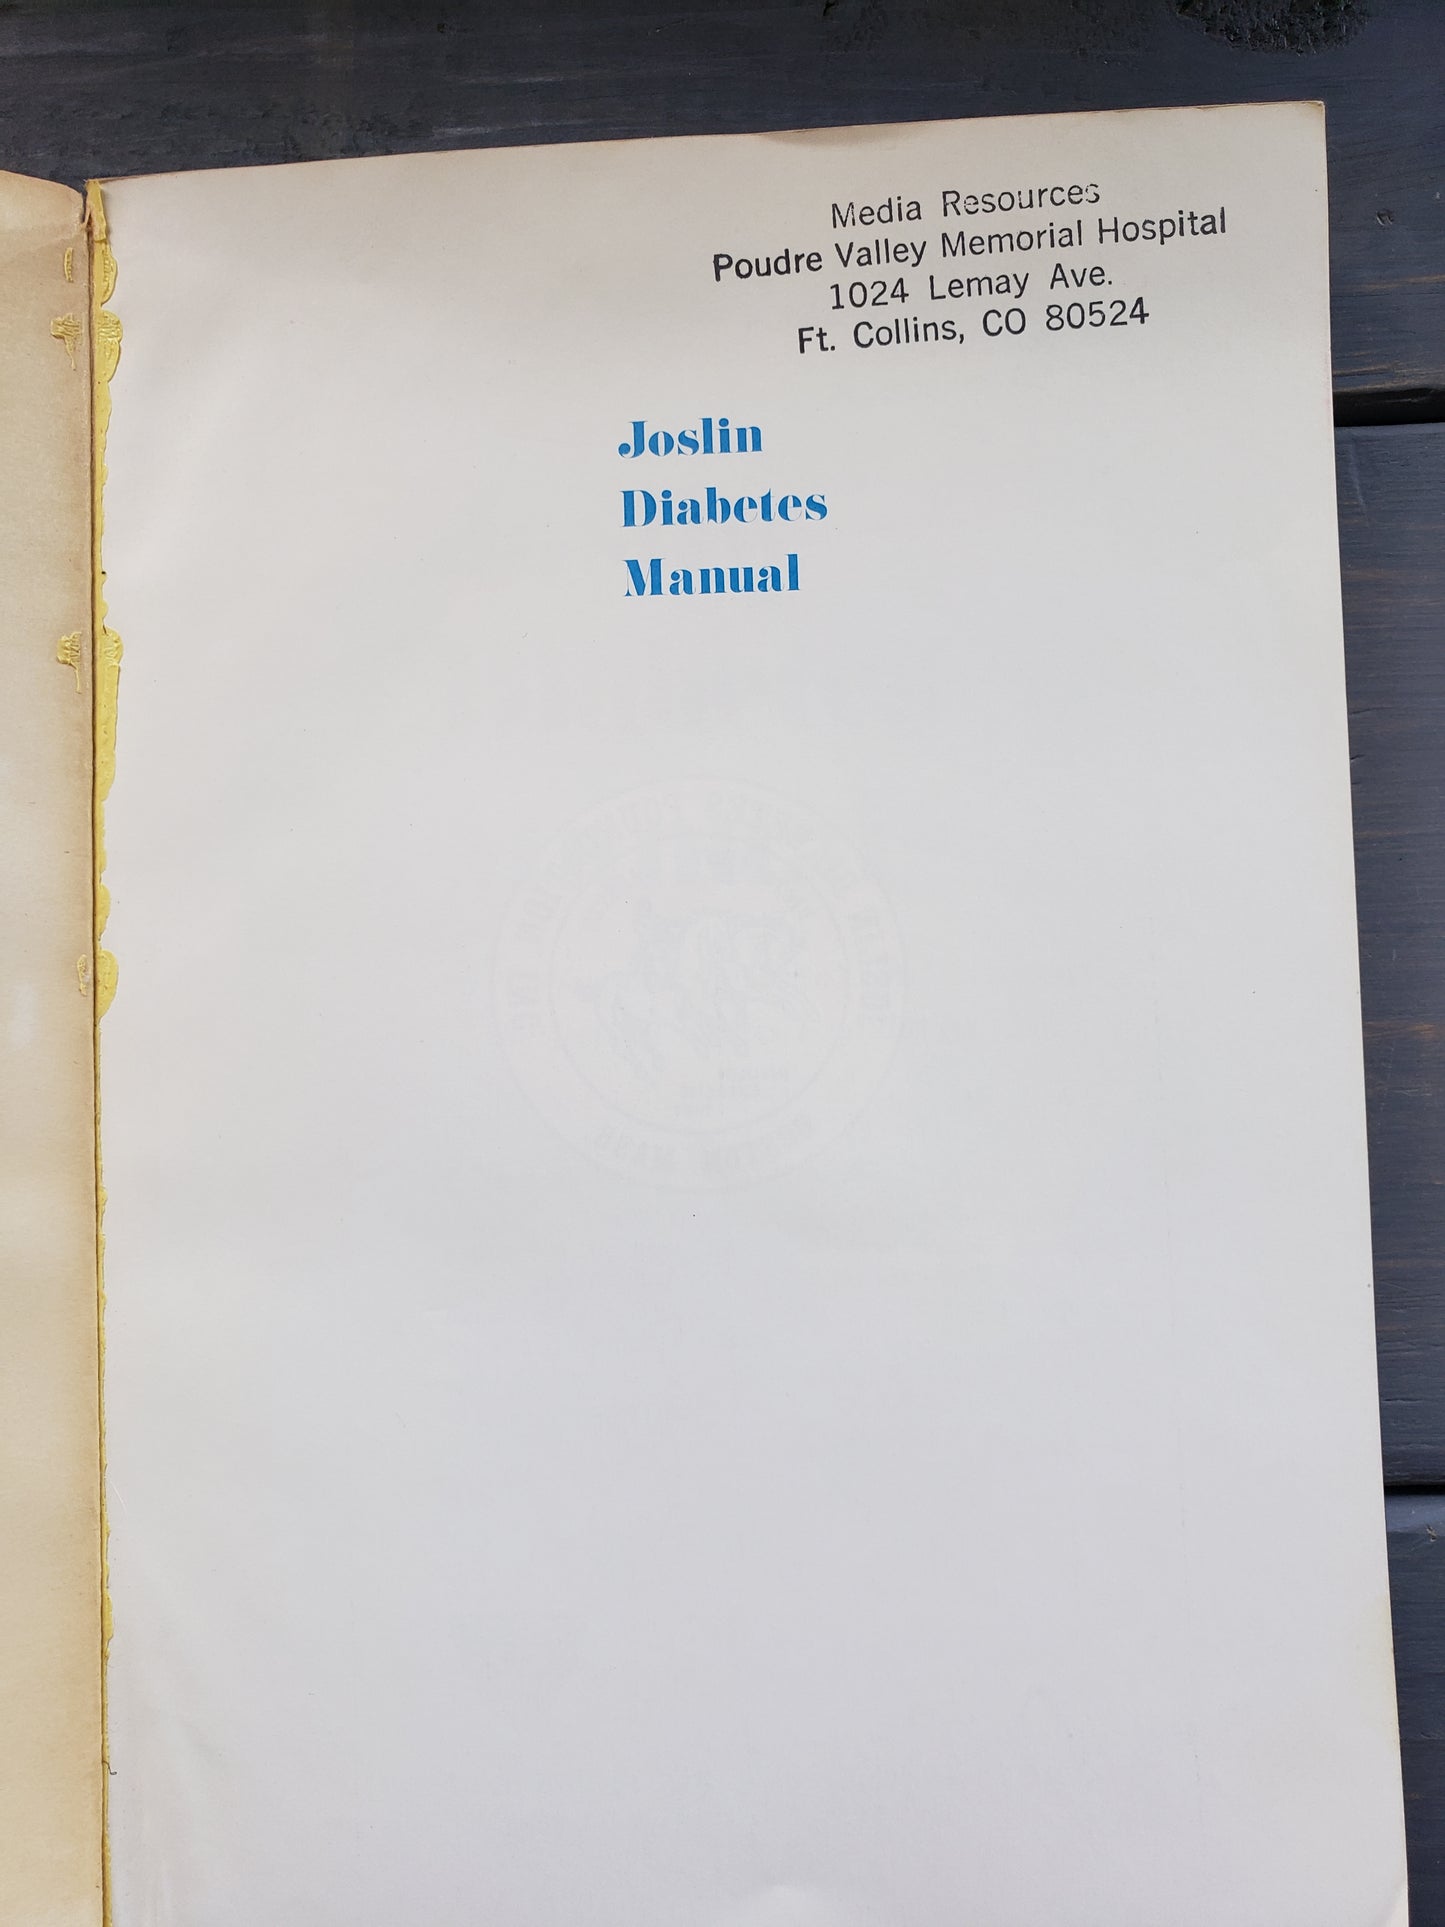 Media Resources
Poudre Valley Memorial Hospital
1024 Lemay Ave.
Ft. Collins, CO 80524
Joslin
Diabetes
Manual